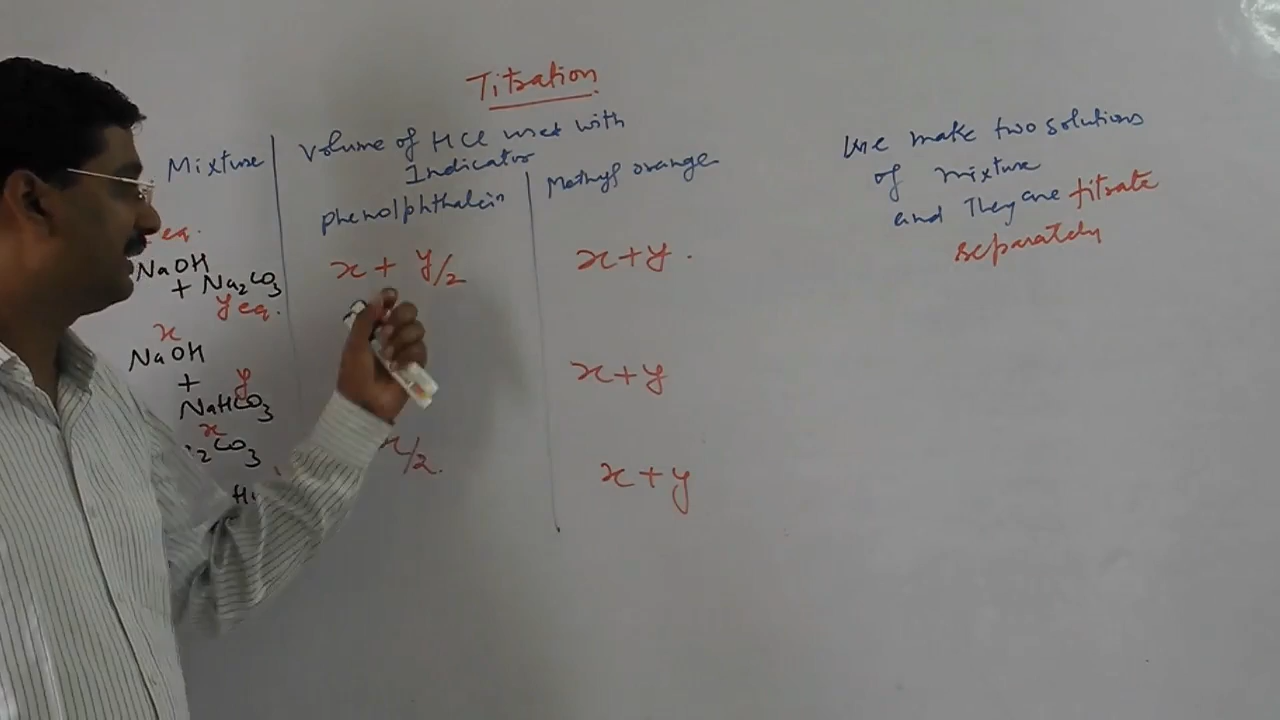 Titration
Mixture
Volume of HCl used with
Indicator
phenolphthalein
Methyl orange
eq.
NaOH
+ Na2CO3
y eq.
x + y/2
x+y.
x
NaOH
+
y
NaHCO3
x+y
x
2CO3
x/2.
x+y
We make two solutions
of mixture
and They are titrate
separately